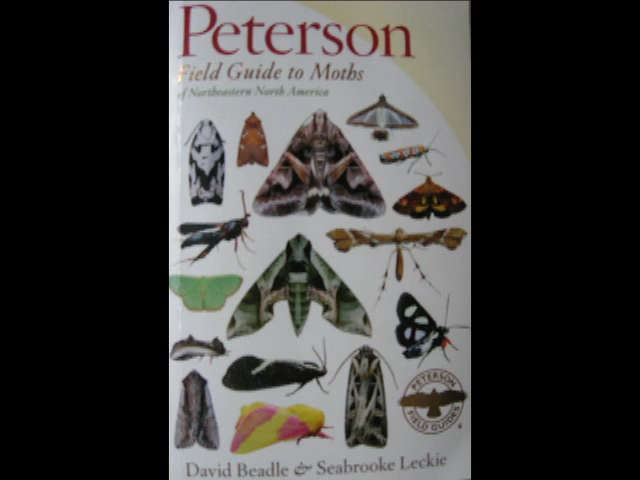 Peterson
Field Guide to Moths
of Northeastern North America
PETERSON
FIELD GUIDES
David Beadle & Seabrooke Leckie